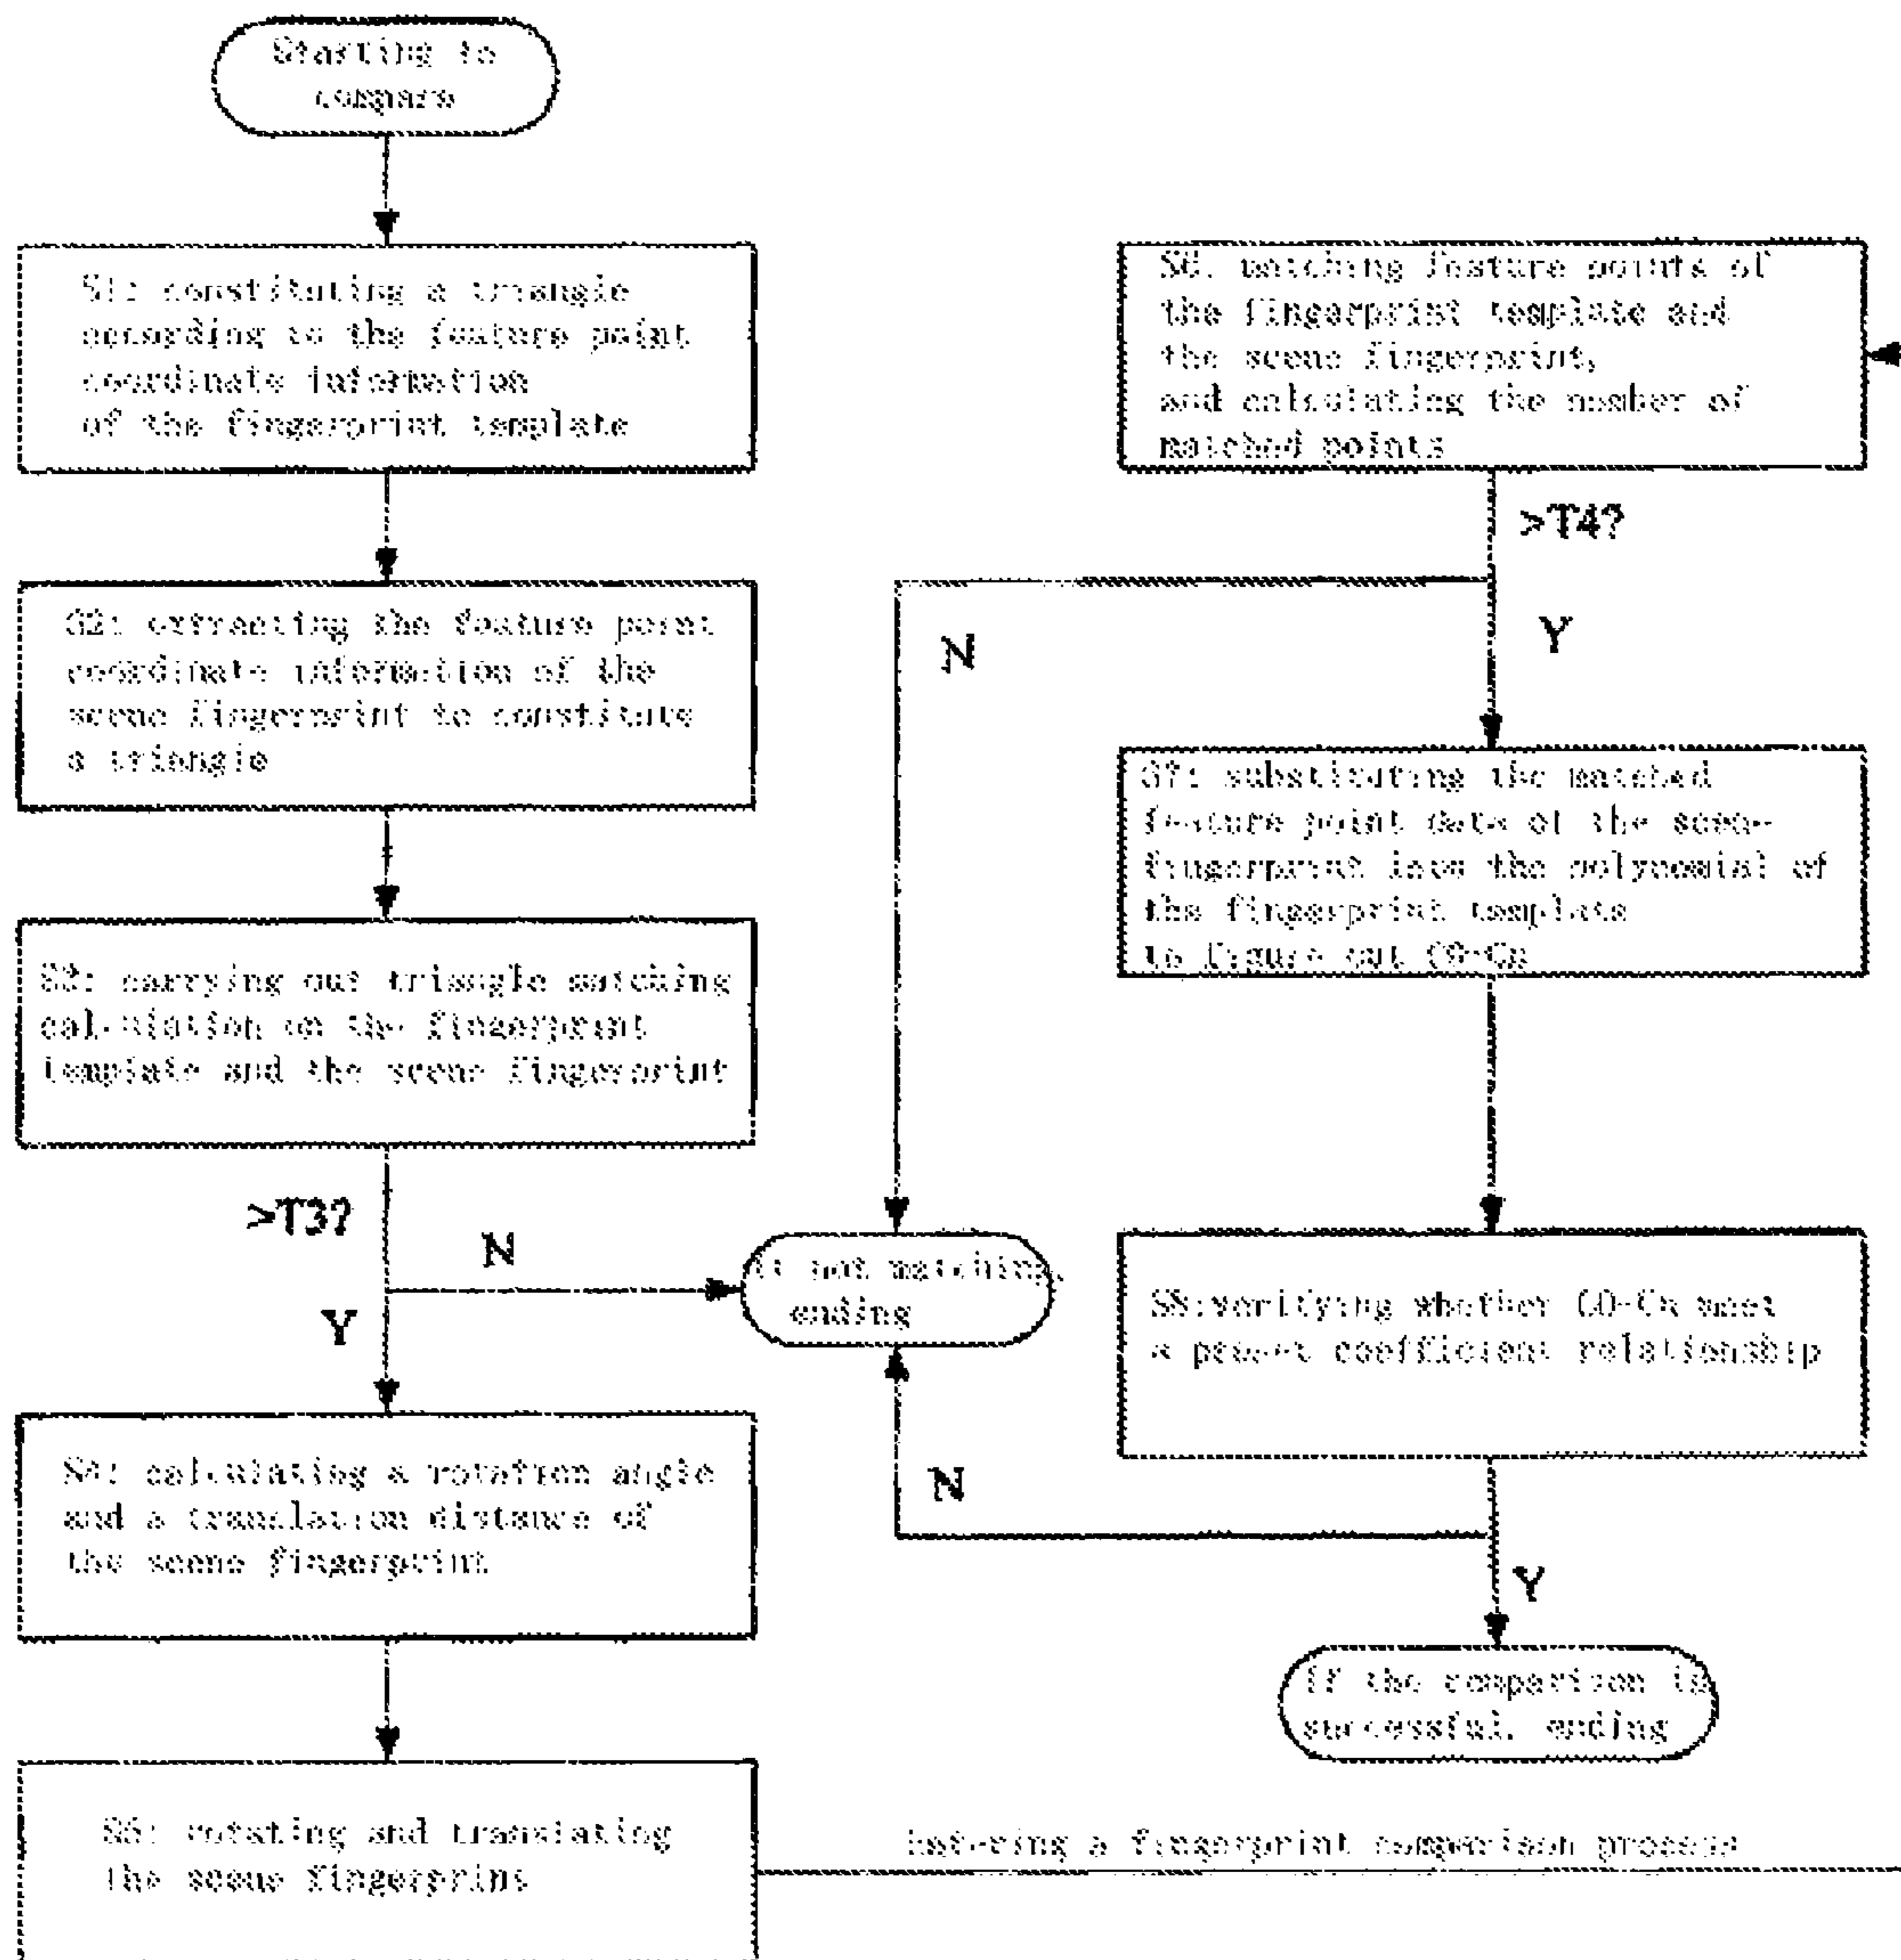 Starting to
compare
S1: constituting a triangle
according to the feature point
coordinate information
of the fingerprint template
S2: extracting the feature point
coordinate information of the
scene fingerprint to constitute
a triangle
S3: carrying out triangle matching
calculation on the fingerprint
template and the scene fingerprint
>T3?
N
Y
S4: calculating a rotation angle
and a translation distance of
the scene fingerprint
S5: rotating and translating
the scene fingerprint
Entering a fingerprint comparison process
S6: matching feature points of
the fingerprint template and
the scene fingerprint,
and calculating the number of
matched points
>T4?
N
Y
S7: substituting the matched
feature point data of the scene
fingerprint into the polynomial of
the fingerprint template
to figure out C0-Cn
S8:verifying whether C0-Cn meet
a preset coefficient relationship
N
Y
If not matching,
ending
If the comparison is
successful, ending